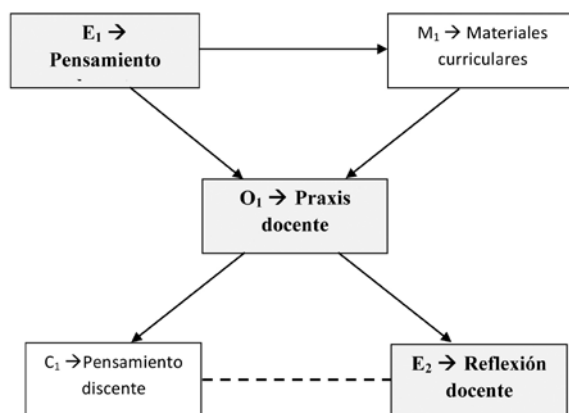 E₁ → 
Pensamiento
M₁ → Materiales
curriculares
O₁ → Praxis
docente
C₁ →Pensamiento
discente
E₂ → Reflexión
docente